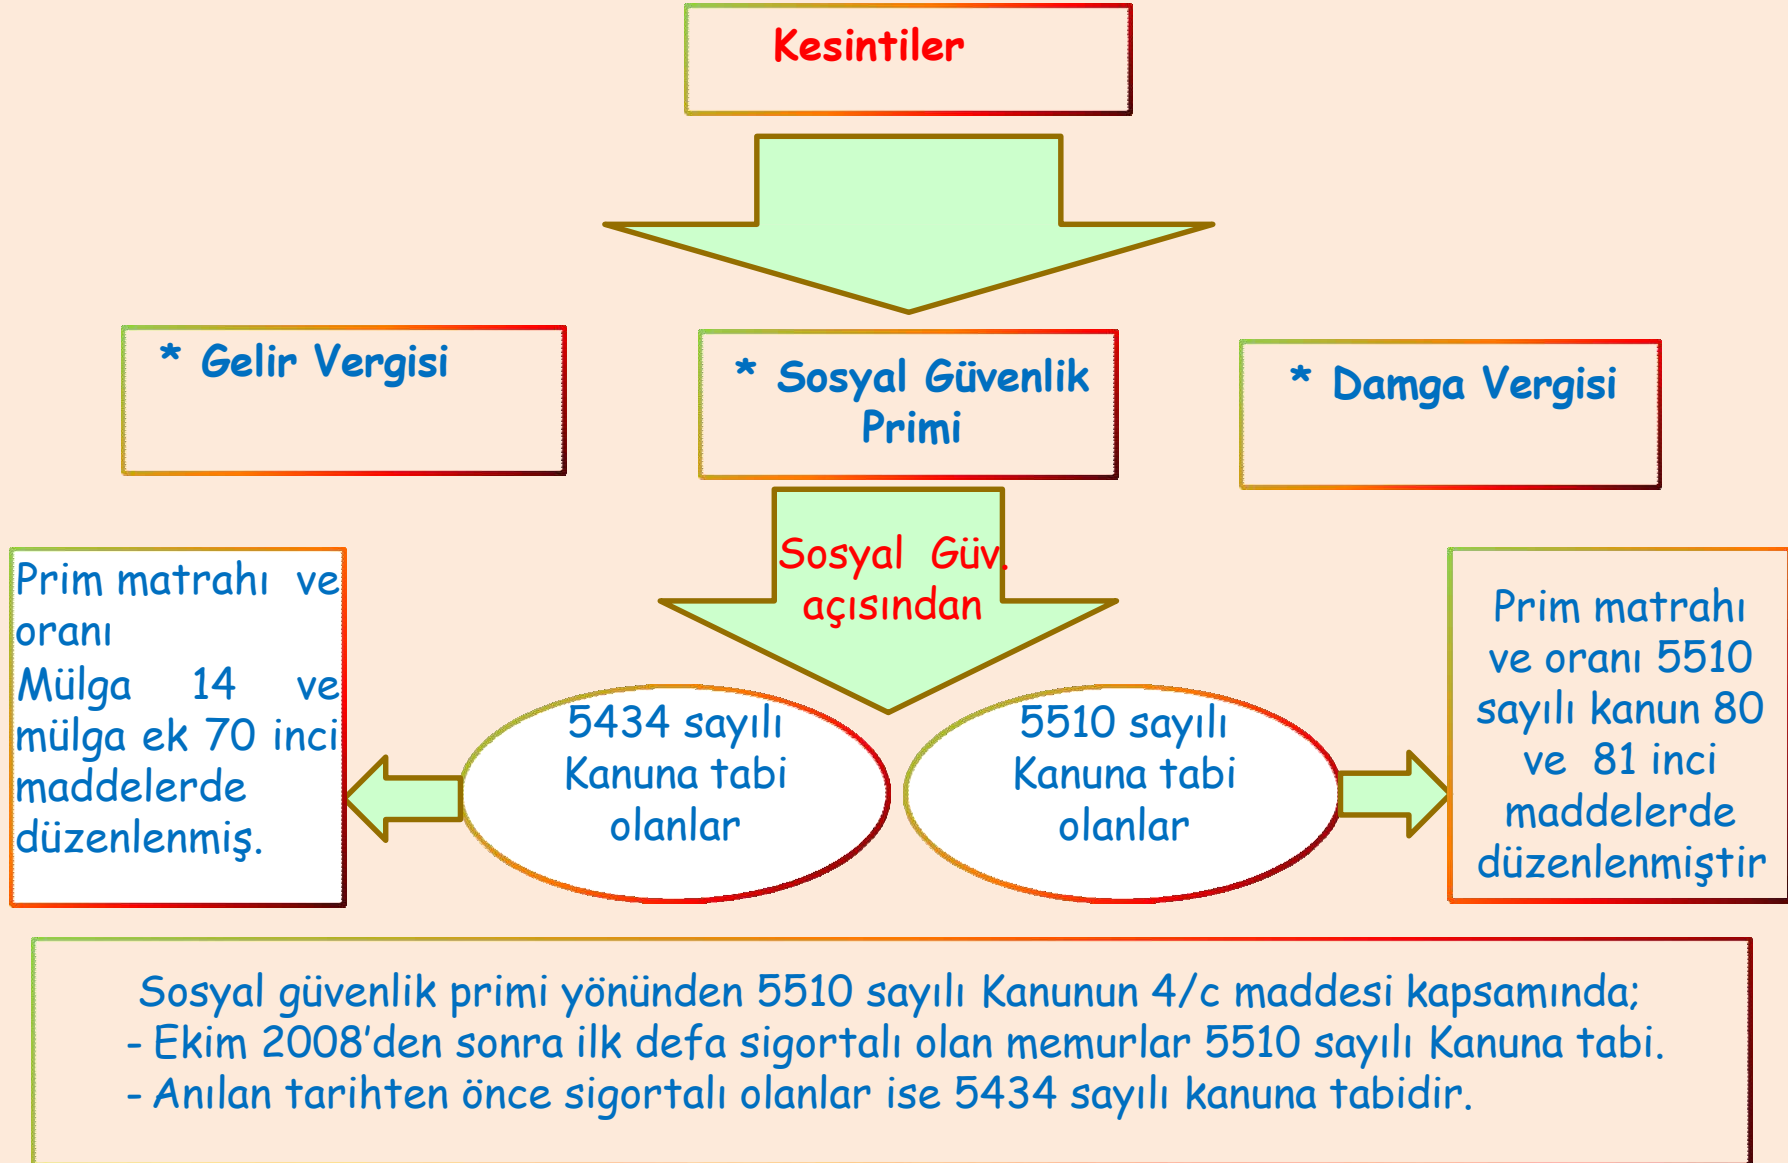 Kesintiler
* Gelir Vergisi
* Sosyal Güvenlik
Primi
* Damga Vergisi
Sosyal Güv.
açısından
Prim matrahı ve
oranı
Mülga 14 ve
mülga ek 70 inci
maddelerde
düzenlenmiş.
5434 sayılı
Kanuna tabi
olanlar
5510 sayılı
Kanuna tabi
olanlar
Prim matrahı
ve oranı 5510
sayılı kanun 80
ve 81 inci
maddelerde
düzenlenmiştir
Sosyal güvenlik primi yönünden 5510 sayılı Kanunun 4/c maddesi kapsamında;
- Ekim 2008’den sonra ilk defa sigortalı olan memurlar 5510 sayılı Kanuna tabi.
- Anılan tarihten önce sigortalı olanlar ise 5434 sayılı kanuna tabidir.